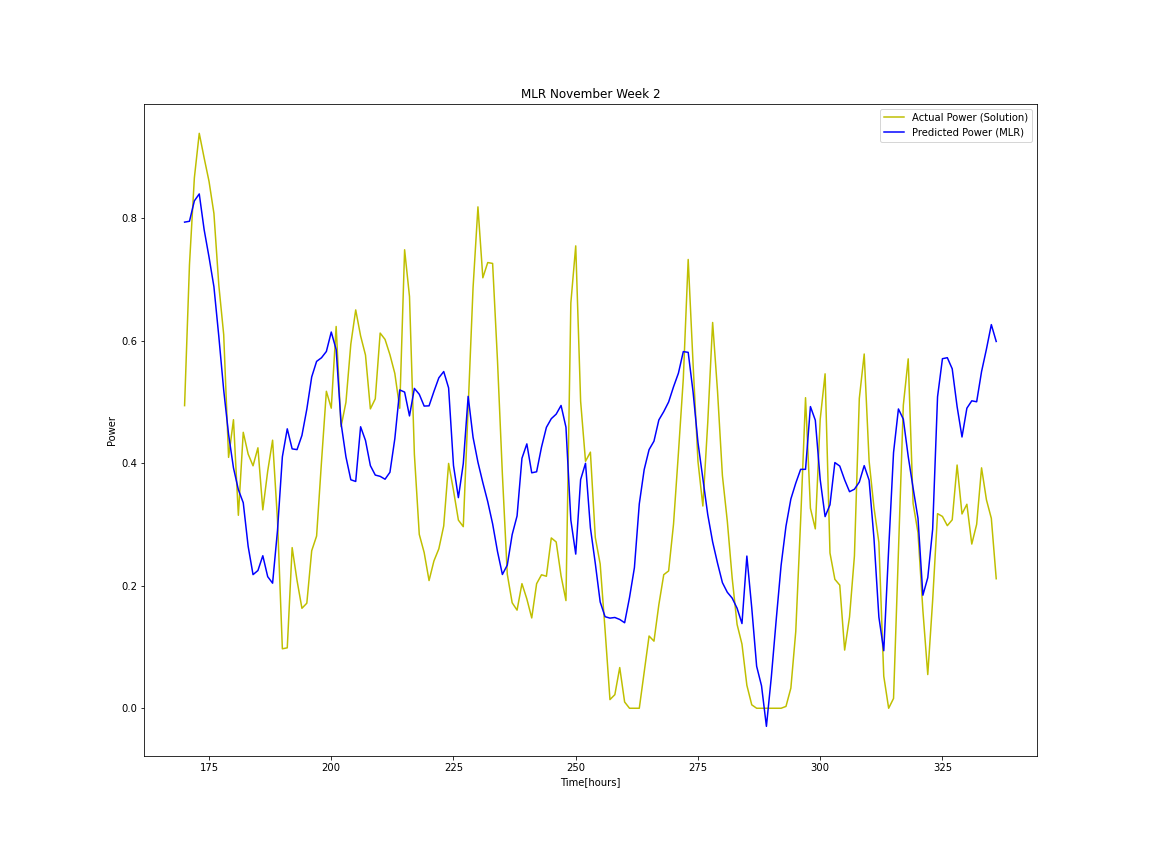 MLR November Week 2
Actual Power (Solution)
Predicted Power (MLR)
Power
0.8
0.6
0.4
0.2
0.0
175 200 225 250 275 300 325
Time[hours]